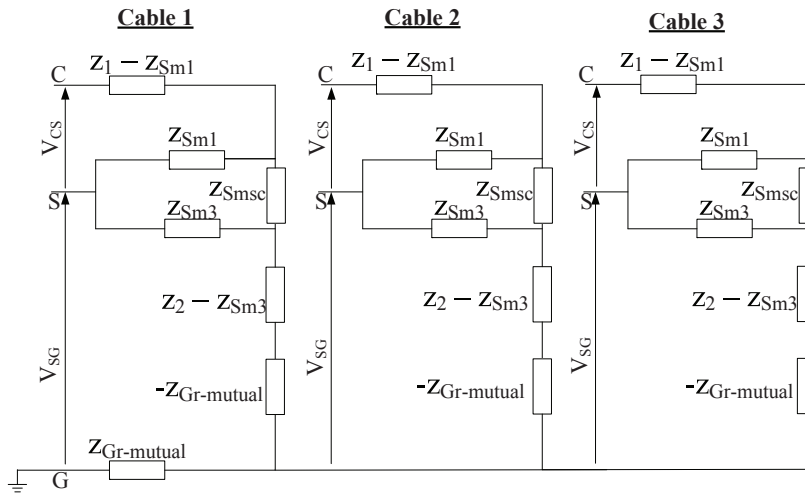 Cable 1
C
z1 − zSm1
VCS
zSm1
zSmsc
S
zSm3
z2 − zSm3
VSG
-zGr-mutual
zGr-mutual
G
Cable 2
C
z1 − zSm1
VCS
zSm1
zSmsc
S
zSm3
z2 − zSm3
VSG
-zGr-mutual
Cable 3
C
z1 − zSm1
VCS
zSm1
zSmsc
S
zSm3
z2 − zSm3
VSG
-zGr-mutual